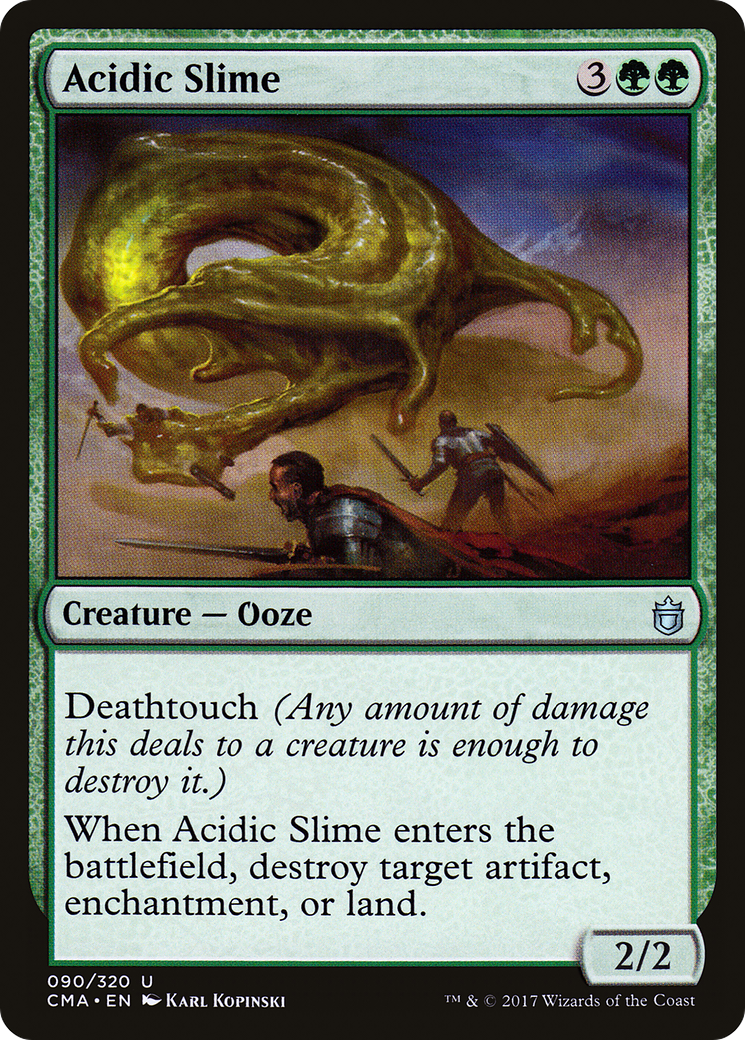 Acidic Slime 3
Creature — Ooze
Deathtouch (Any amount of damage
this deals to a creature is enough to
destroy it.)
When Acidic Slime enters the
battlefield, destroy target artifact,
enchantment, or land.
2/2
090/320 U
CMA • EN Karl Kopinski
™ & © 2017 Wizards of the Coast